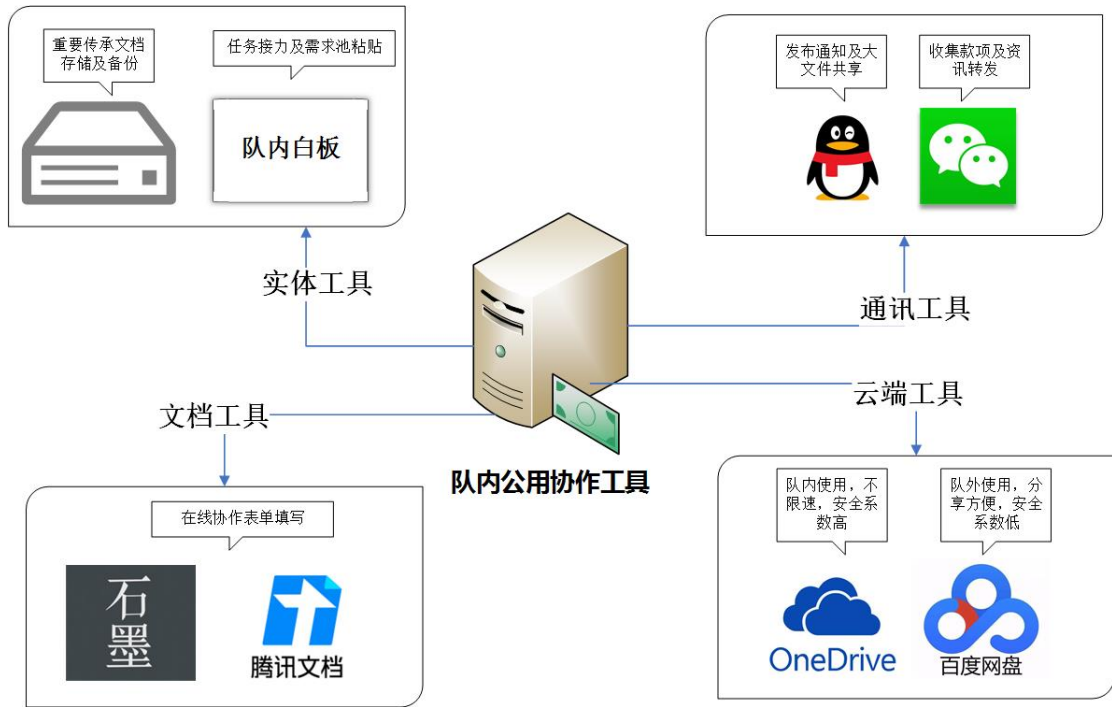 重要传承文档
存储及备份
任务接力及需求池粘贴
队内白板
发布通知及大
文件共享
收集款项及资
讯转发
实体工具
通讯工具
文档工具
云端工具
队内公用协作工具
在线协作表单填写
石
墨
腾讯文档
队内使用，不
限速，安全系
数高
队外使用，分
享方便，安全
系数低
OneDrive
百度网盘